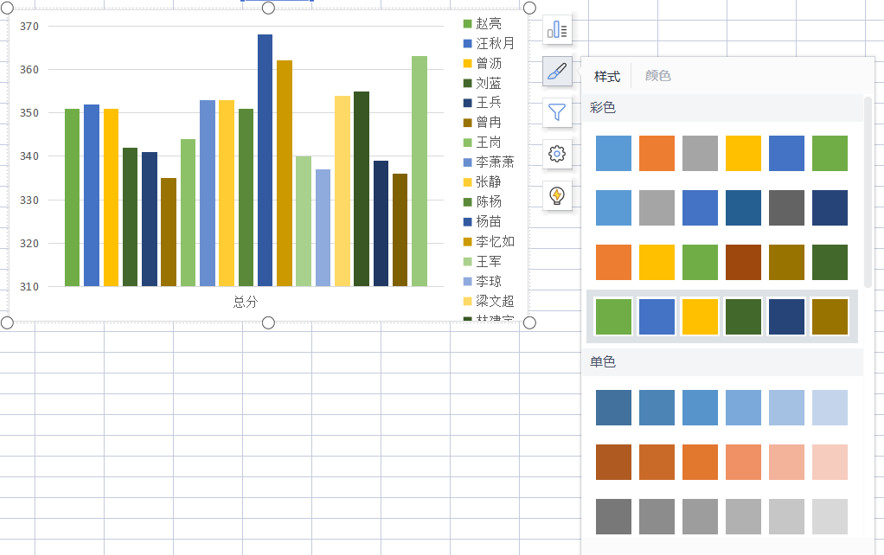 370
360
350
340
330
320
310
总分
赵亮
汪秋月
曾沥
刘蓝
王兵
曾冉
王岗
李萧萧
张静
陈杨
杨苗
李忆如
王军
李琼
梁文超
样式 颜色
彩色
单色